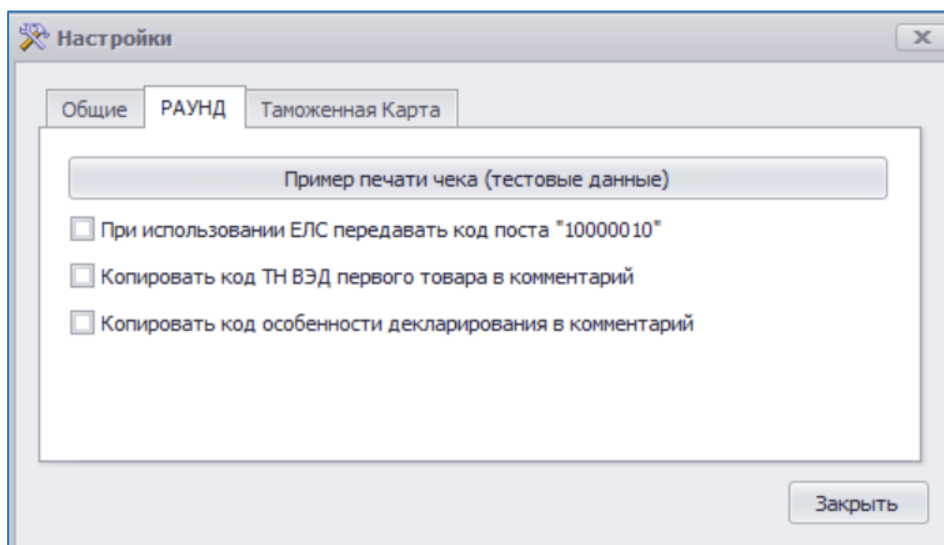 Настройки
Общие
РАУНД
Таможенная Карта
Пример печати чека (тестовые данные)
При использовании ЕЛС передавать код поста "10000010"
Копировать код ТН ВЭД первого товара в комментарий
Копировать код особенности декларирования в комментарий
Закрыть